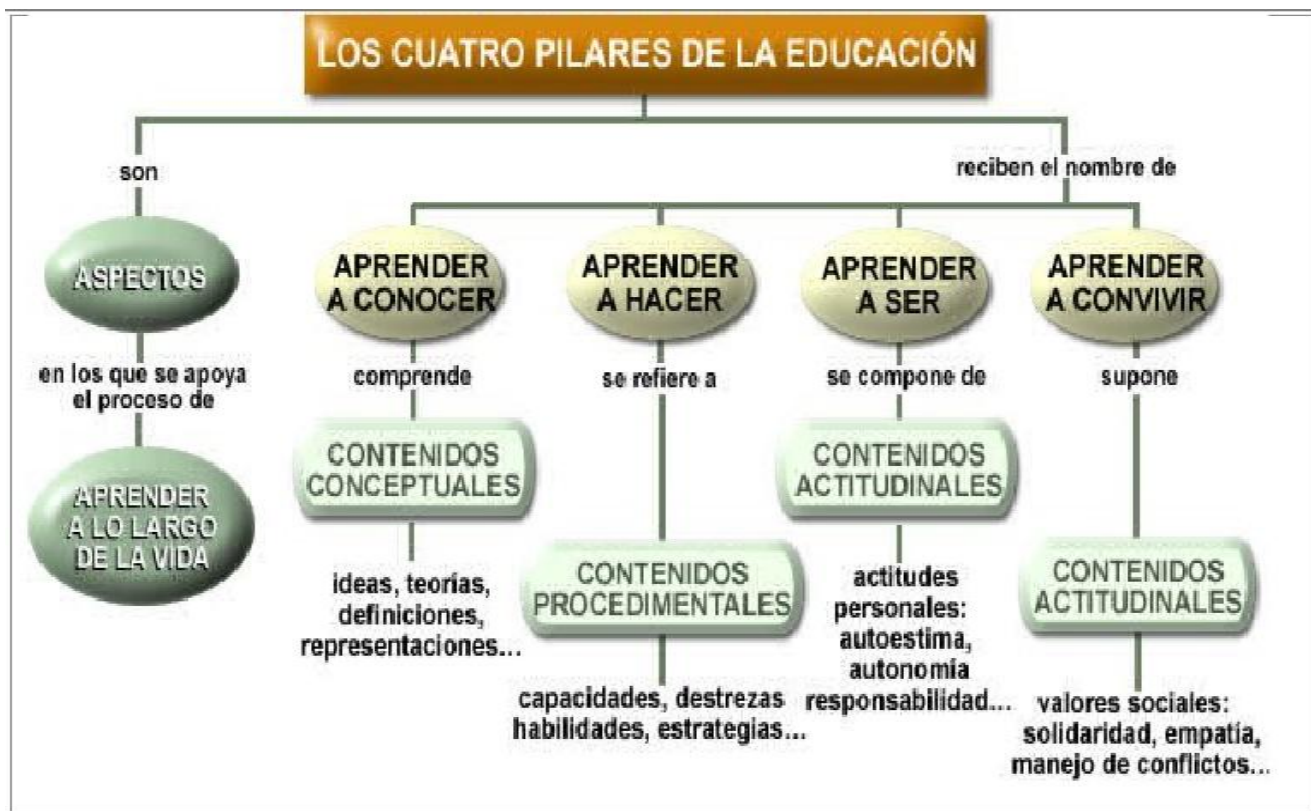 LOS CUATRO PILARES DE LA EDUCACIÓN
son
reciben el nombre de
ASPECTOS
en los que se apoya
el proceso de
APRENDER
A LO LARGO
DE LA VIDA
APRENDER
A CONOCER
comprende
CONTENIDOS
CONCEPTUALES
ideas, teorías,
definiciones,
representaciones...
APRENDER
A HACER
se refiere a
CONTENIDOS
PROCEDIMENTALES
capacidades, destrezas
habilidades, estrategias...
APRENDER
A SER
se compone de
CONTENIDOS
ACTITUDINALES
actitudes
personales:
autoestima,
autonomía
responsabilidad...
APRENDER
A CONVIVIR
supone
CONTENIDOS
ACTITUDINALES
valores sociales:
solidaridad, empatía,
manejo de conflictos...